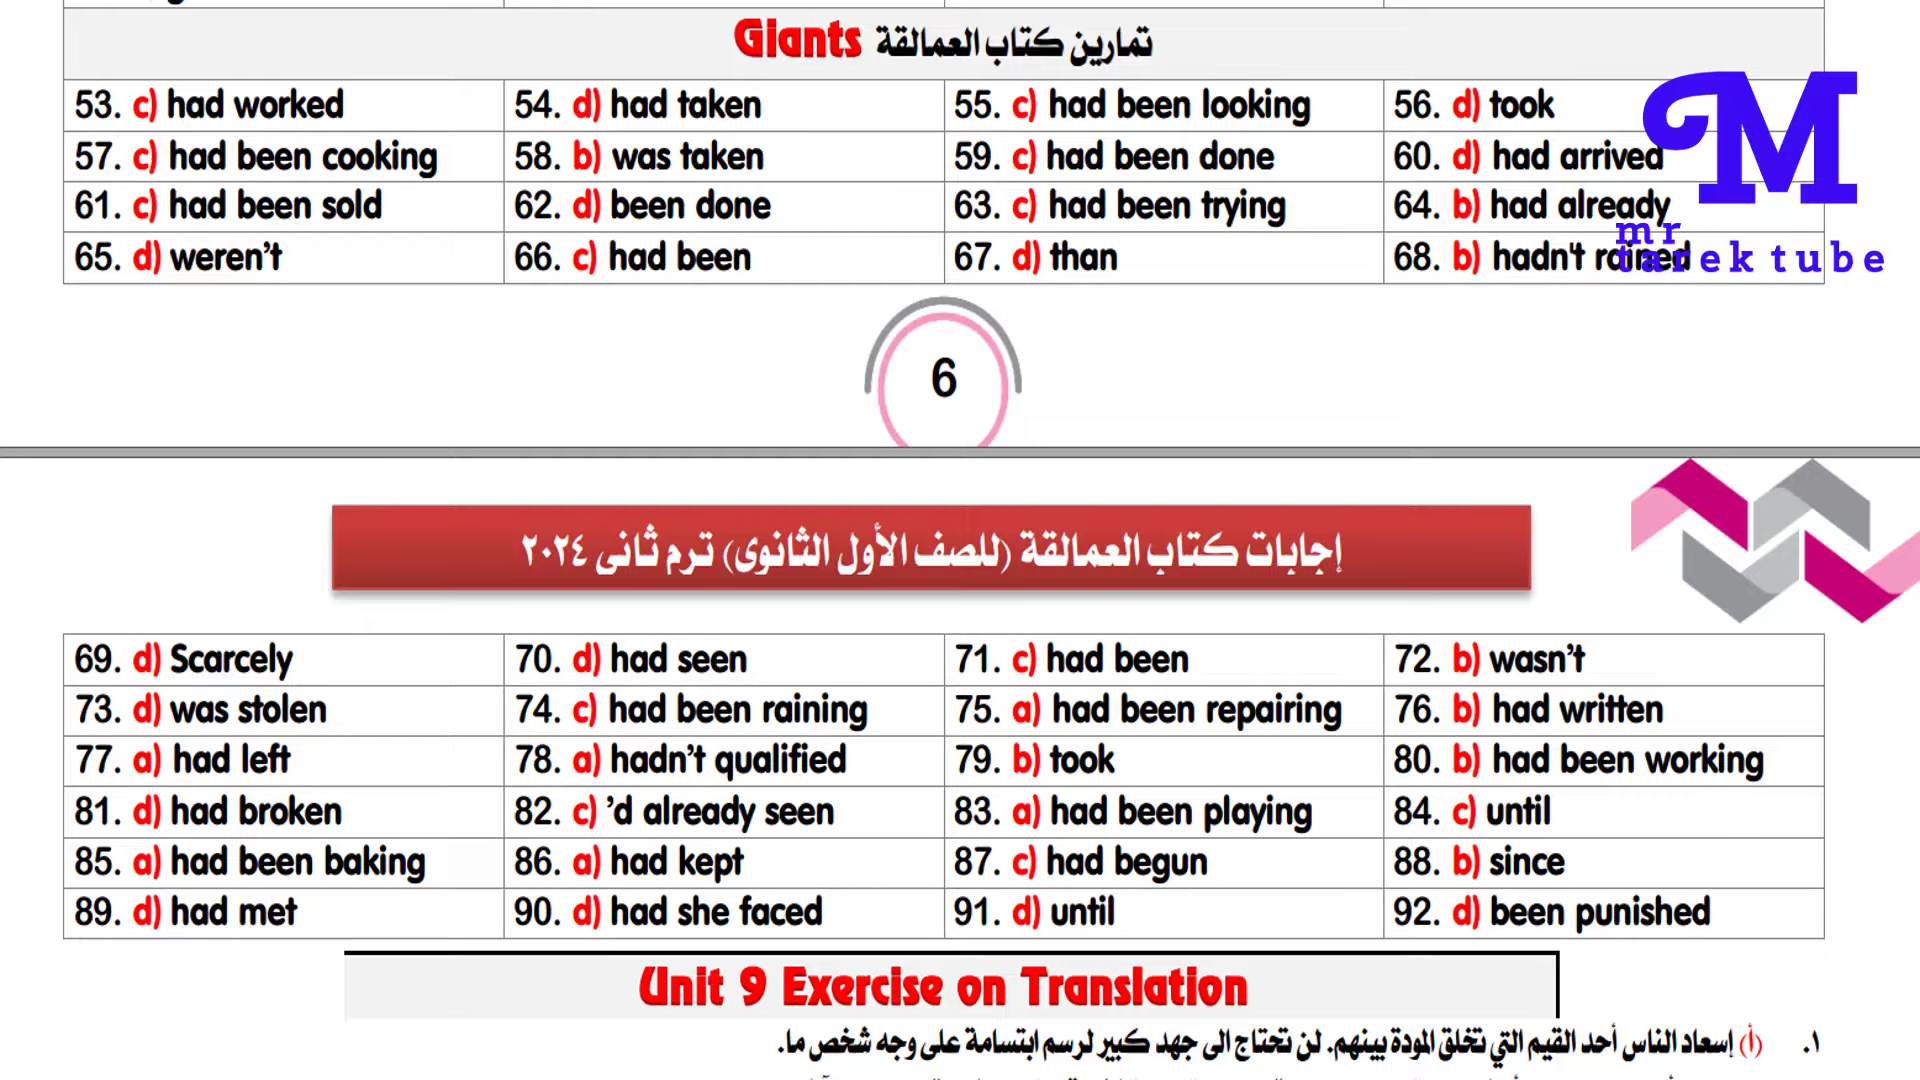 تمارين كتاب العمالقة Giants
53. c) had worked 54. d) had taken 55. c) had been looking 56. d) took
57. c) had been cooking 58. b) was taken 59. c) had been done 60. d) had arrived
61. c) had been sold 62. d) been done 63. c) had been trying 64. b) had already
65. d) weren't 66. c) had been 67. d) than 68. b) hadn't rained
M
mr
tarek tube
6
إجابات كتاب العمالقة (للصف الأول الثانوى) ترم ثانى ٢٠٢٤
69. d) Scarcely 70. d) had seen 71. c) had been 72. b) wasn't
73. d) was stolen 74. c) had been raining 75. a) had been repairing 76. b) had written
77. a) had left 78. a) hadn't qualified 79. b) took 80. b) had been working
81. d) had broken 82. c) 'd already seen 83. a) had been playing 84. c) until
85. a) had been baking 86. a) had kept 87. c) had begun 88. b) since
89. d) had met 90. d) had she faced 91. d) until 92. d) been punished
Unit 9 Exercise on Translation
١. (أ) إسعاد الناس أحد القيم التي تخلق المودة بينهم. لن تحتاج الى جهد كبير لرسم ابتسامة على وجه شخص ما.